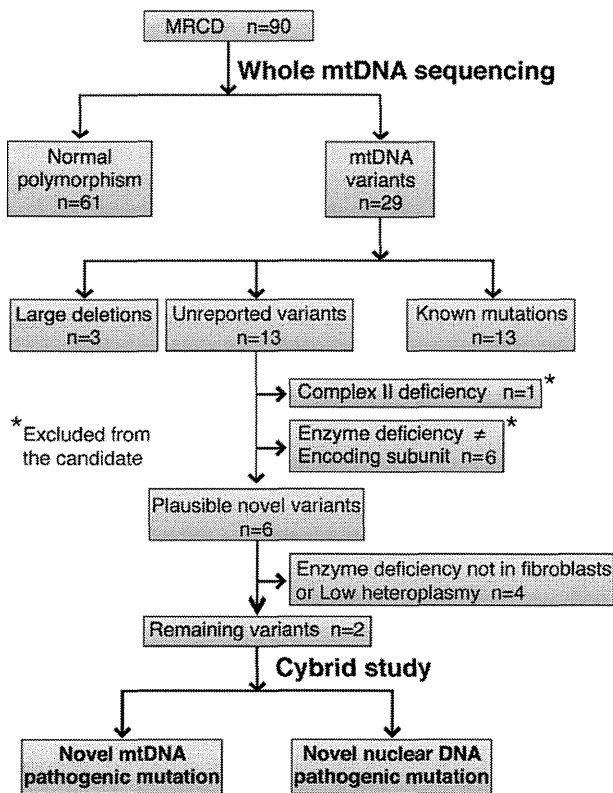 MRCD n=90
Whole mtDNA sequencing
Normal
polymorphism
n=61
mtDNA
variants
n=29
Large deletions
n=3
Unreported variants
n=13
Known mutations
n=13
Complex II deficiency n=1*
*Excluded from
the candidate
Enzyme deficiency ≠ *
Encoding subunit n=6
Plausible novel variants
n=6
Enzyme deficiency not in fibroblasts
or Low heteroplasmy n=4
Remaining variants n=2
Cybrid study
Novel mtDNA
pathogenic mutation
Novel nuclear DNA
pathogenic mutation